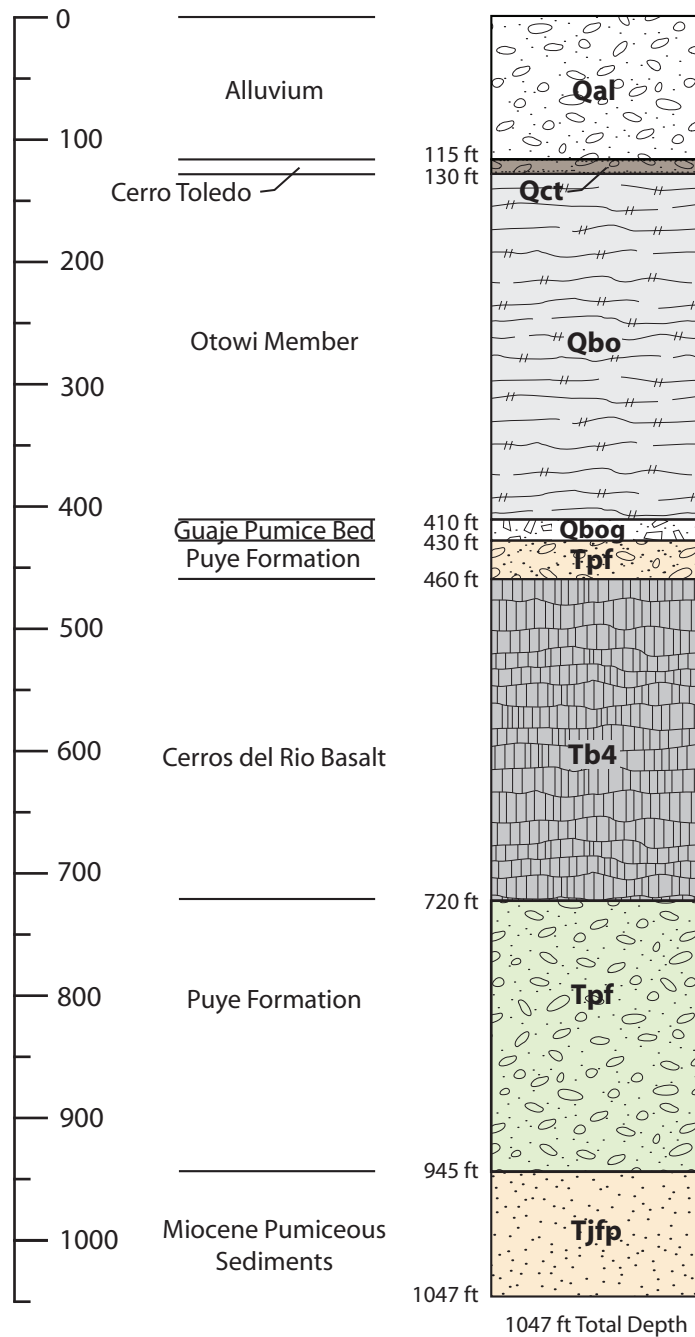 0
Alluvium
Qal
100
115 ft
130 ft
Cerro Toledo
Qct
200
Otowi Member
Qbo
300
400
410 ft
Guaje Pumice Bed
Qbog
430 ft
Puye Formation
Tpf
460 ft
500
600
Cerros del Rio Basalt
Tb4
700
720 ft
800
Puye Formation
Tpf
900
945 ft
1000
Miocene Pumiceous
Sediments
Tjfp
1047 ft
1047 ft Total Depth